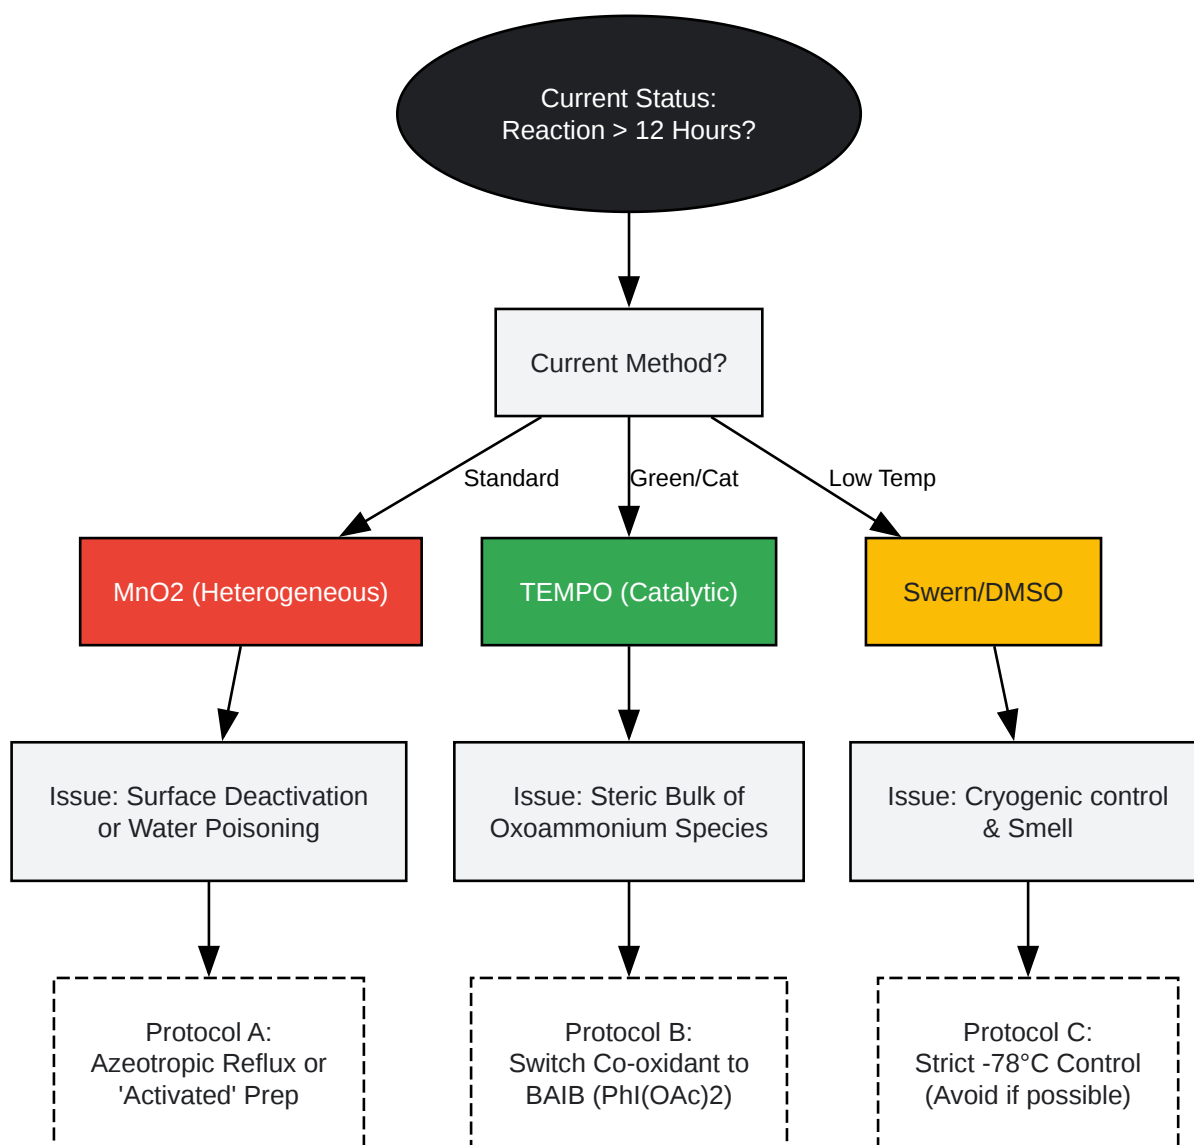 Current Status:
Reaction > 12 Hours?
Current Method?
Standard
Green/Cat
Low Temp
MnO2 (Heterogeneous)
TEMPO (Catalytic)
Swern/DMSO
Issue: Surface Deactivation
or Water Poisoning
Issue: Steric Bulk of
Oxoammonium Species
Issue: Cryogenic control
& Smell
Protocol A:
Azeotropic Reflux or
'Activated' Prep
Protocol B:
Switch Co-oxidant to
BAIB (PhI(OAc)2)
Protocol C:
Strict -78°C Control
(Avoid if possible)